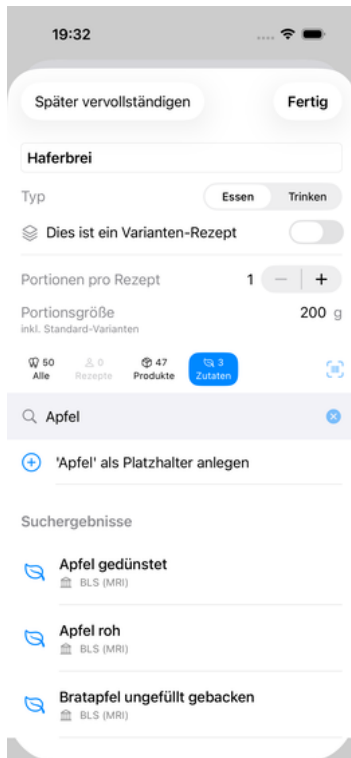 19:32
Später vervollständigen
Fertig
Haferbrei
Typ
Essen
Trinken
Dies ist ein Varianten-Rezept
Portionen pro Rezept
1
Portionsgröße
200 g
inkl. Standard-Varianten
50
Alle
0
Rezepte
47
Produkte
3
Zutaten
Apfel
'Apfel' als Platzhalter anlegen
Suchergebnisse
Apfel gedünstet
BLS (MRI)
Apfel roh
BLS (MRI)
Bratapfel ungefüllt gebacken
BLS (MRI)